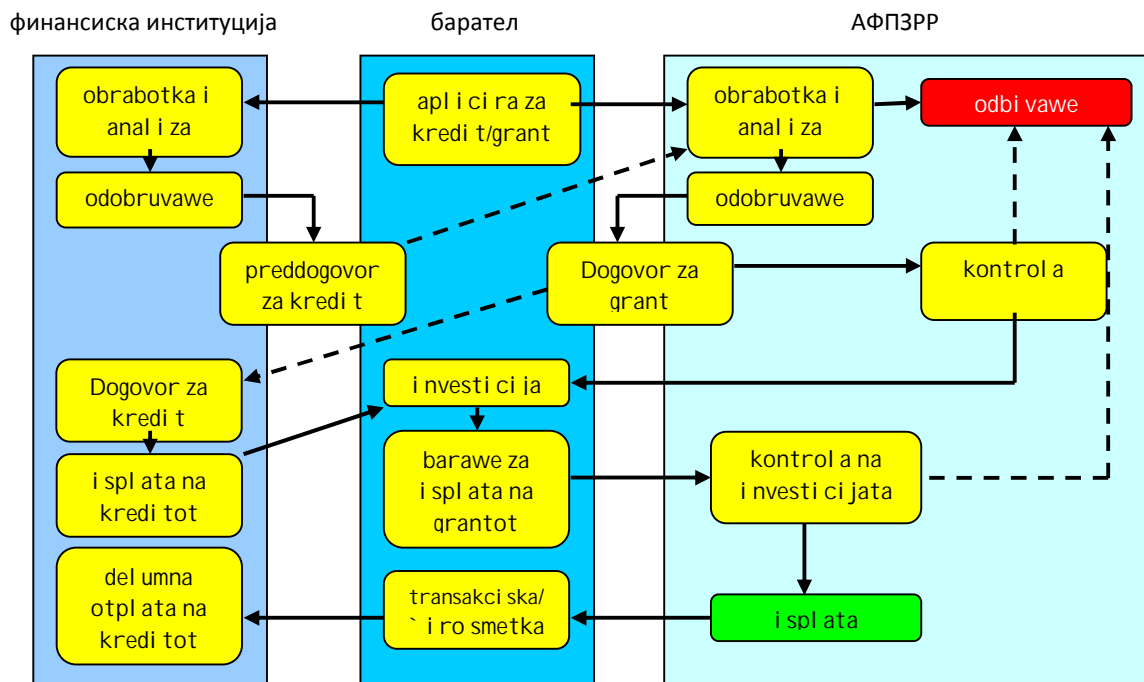 финансиска институција
барател
АФПЗРР
obrabotka i
analiza
aplicira za
kredit/grant
obrabotka i
analiza
odbivawe
odobruvawe
odobruvawe
preddogovor
za kredit
Dogovor za
grant
kontrola
Dogovor za
kredit
investicija
isplata na
kreditot
barawe za
isplata na
grantot
kontrola na
investicijata
delumna
otplata na
kreditot
transakciska/
`iro smetka
isplata